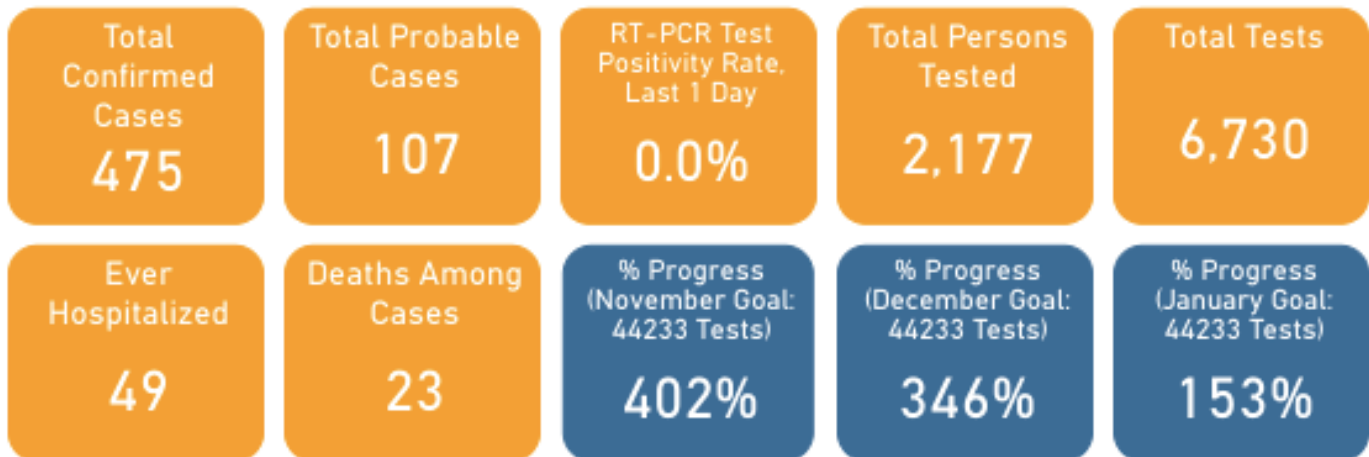 Total
Confirmed
Cases
475
Total Probable
Cases
107
RT-PCR Test
Positivity Rate,
Last 1 Day
0.0%
Total Persons
Tested
2,177
Total Tests
6,730
Ever
Hospitalized
49
Deaths Among
Cases
23
% Progress
(November Goal:
44233 Tests)
402%
% Progress
(December Goal:
44233 Tests)
346%
% Progress
(January Goal:
44233 Tests)
153%